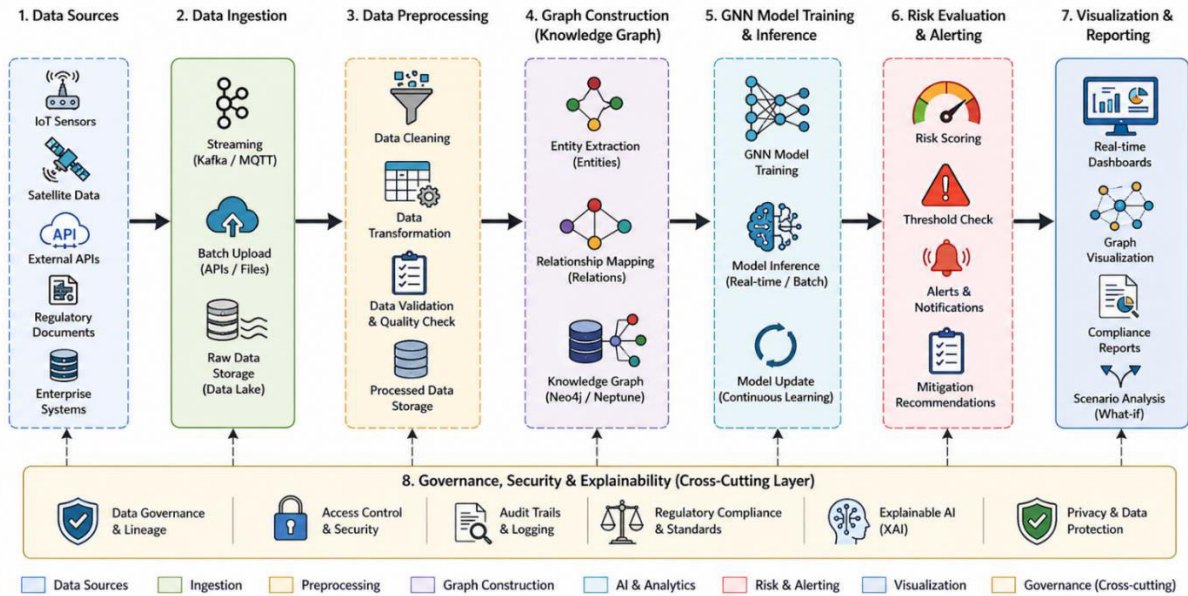 1. Data Sources
2. Data Ingestion
3. Data Preprocessing
4. Graph Construction
(Knowledge Graph)
5. GNN Model Training
& Inference
6. Risk Evaluation
& Alerting
7. Visualization &
Reporting
IoT Sensors
Satellite Data
API
External APIs
Regulatory
Documents
Enterprise
Systems
Streaming
(Kafka / MQTT)
Batch Upload
(APIs / Files)
Raw Data
Storage
(Data Lake)
Data Cleaning
Data
Transformation
Data Validation
& Quality Check
Processed Data
Storage
Entity Extraction
(Entities)
Relationship Mapping
(Relations)
Knowledge Graph
(Neo4j / Neptune)
GNN Model
Training
Model Inference
(Real-time / Batch)
Model Update
(Continuous Learning)
Risk Scoring
Threshold Check
Alerts &
Notifications
Mitigation
Recommendations
Real-time
Dashboards
Graph
Visualization
Compliance
Reports
Scenario Analysis
(What-if)
8. Governance, Security & Explainability (Cross-Cutting Layer)
Data Governance
& Lineage
Access Control
& Security
Audit Trails
& Logging
Regulatory Compliance
& Standards
Explainable AI
(XAI)
Privacy & Data
Protection
Data Sources
Ingestion
Preprocessing
Graph Construction
AI & Analytics
Risk & Alerting
Visualization
Governance (Cross-cutting)